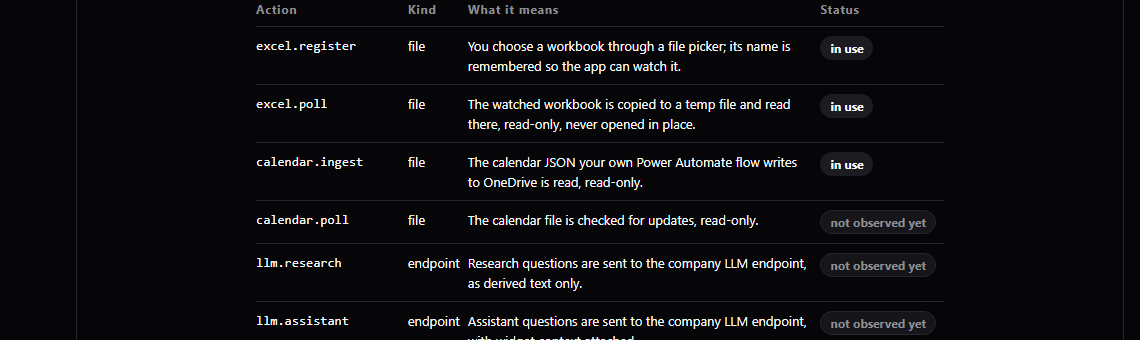 Action Kind What it means Status
excel.register file You choose a workbook through a file picker; its name is in use
remembered so the app can watch it.
excel.poll file The watched workbook is copied to a temp file and read in use
there, read-only, never opened in place.
calendar.ingest file The calendar JSON your own Power Automate flow writes in use
to OneDrive is read, read-only.
calendar.poll file The calendar file is checked for updates, read-only. not observed yet
llm.research endpoint Research questions are sent to the company LLM endpoint, not observed yet
as derived text only.
llm.assistant endpoint Assistant questions are sent to the company LLM endpoint, not observed yet
with widget context attached